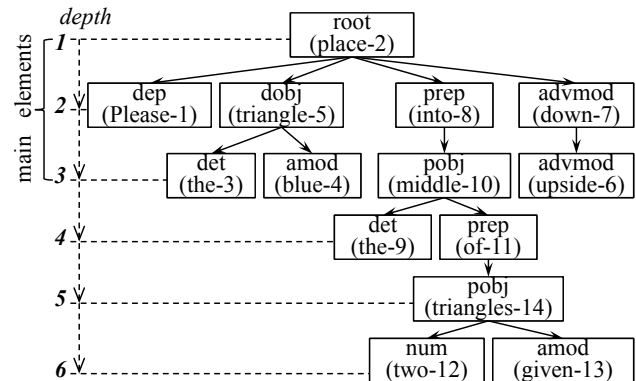 depth
root
(place-2)
1
main elements
dep
(Please-1)
dobj
(triangle-5)
prep
(into-8)
advmod
(down-7)
2
det
(the-3)
amod
(blue-4)
pobj
(middle-10)
advmod
(upside-6)
3
det
(the-9)
prep
(of-11)
4
pobj
(triangles-14)
5
num
(two-12)
amod
(given-13)
6